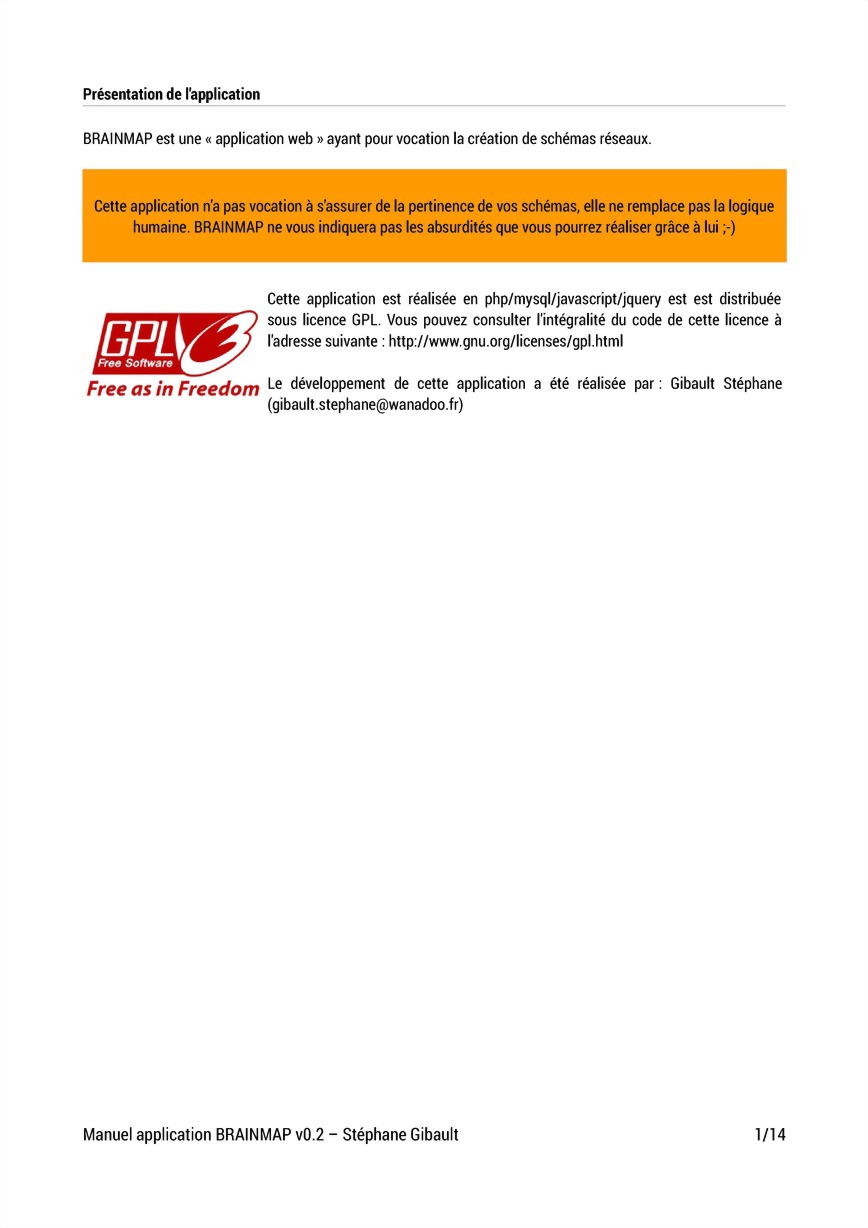 Présentation de l'application
BRAINMAP est une « application web » ayant pour vocation la création de schémas réseaux.
Cette application n'a pas vocation à s'assurer de la pertinence de vos schémas, elle ne remplace pas la logique
humaine. BRAINMAP ne vous indiquera pas les absurdités que vous pourrez réaliser grâce à lui ;-)
GPLV3
Free Software
Free as in Freedom
Cette application est réalisée en php/mysql/javascript/jquery est est distribuée
sous licence GPL. Vous pouvez consulter l'intégralité du code de cette licence à
l'adresse suivante : http://www.gnu.org/licenses/gpl.html
Le développement de cette application a été réalisée par : Gibault Stéphane
(gibault.stephane@wanadoo.fr)
Manuel application BRAINMAP v0.2 – Stéphane Gibault
1/14